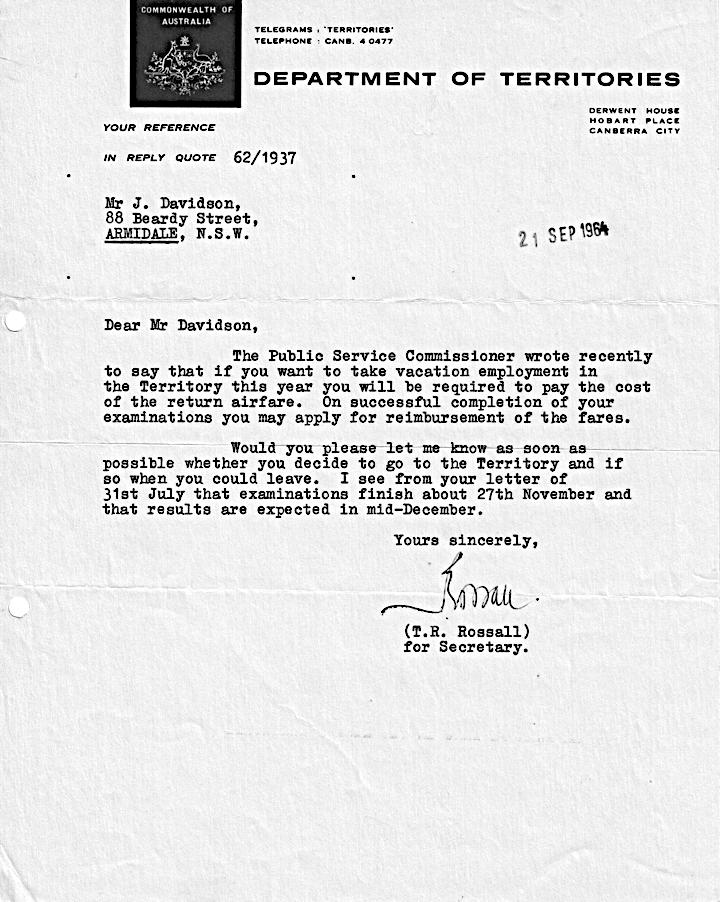 COMMONWEALTH OF
AUSTRALIA
TELEGRAMS : 'TERRITORIES'
TELEPHONE : CANB. 4 0477
DEPARTMENT OF TERRITORIES
DERWENT HOUSE
HOBART PLACE
CANBERRA CITY
YOUR REFERENCE
IN REPLY QUOTE 62/1937
Mr J. Davidson,
88 Beardy Street,
ARMIDALE, N.S.W.
21 SEP 1964
Dear Mr Davidson,
The Public Service Commissioner wrote recently
to say that if you want to take vacation employment in
the Territory this year you will be required to pay the cost
of the return airfare. On successful completion of your
examinations you may apply for reimbursement of the fares.
Would you please let me know as soon as
possible whether you decide to go to the Territory and if
so when you could leave. I see from your letter of
31st July that examinations finish about 27th November and
that results are expected in mid-December.
Yours sincerely,
Rossall.
(T.R. Rossall)
for Secretary.